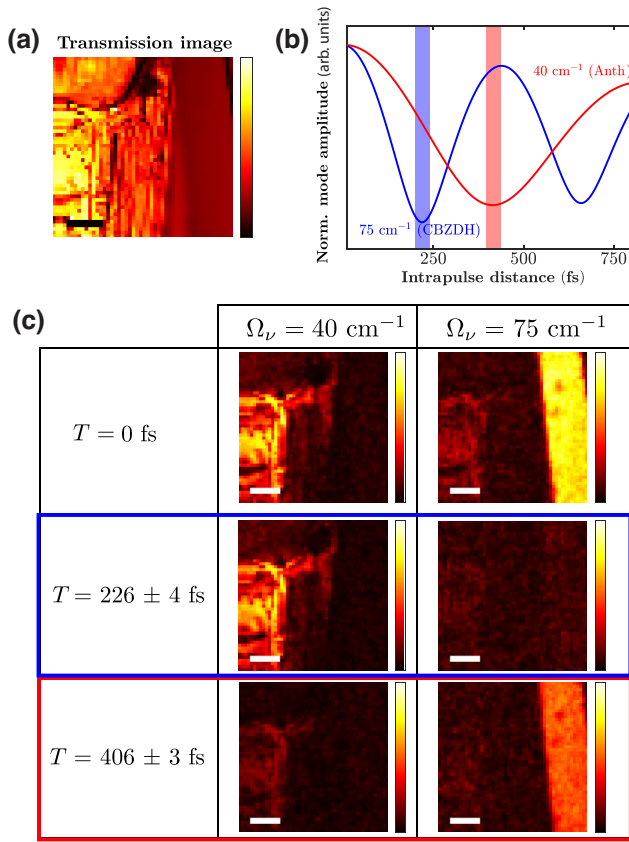 (a)
Transmission image
(b)
Norm. mode amplitude (arb. units)
40 cm⁻¹ (Anth)
75 cm⁻¹ (CBZDH)
250
500
750
Intrapulse distance (fs)
(c)
Ων = 40 cm⁻¹
Ων = 75 cm⁻¹
T = 0 fs
T = 226 ± 4 fs
T = 406 ± 3 fs